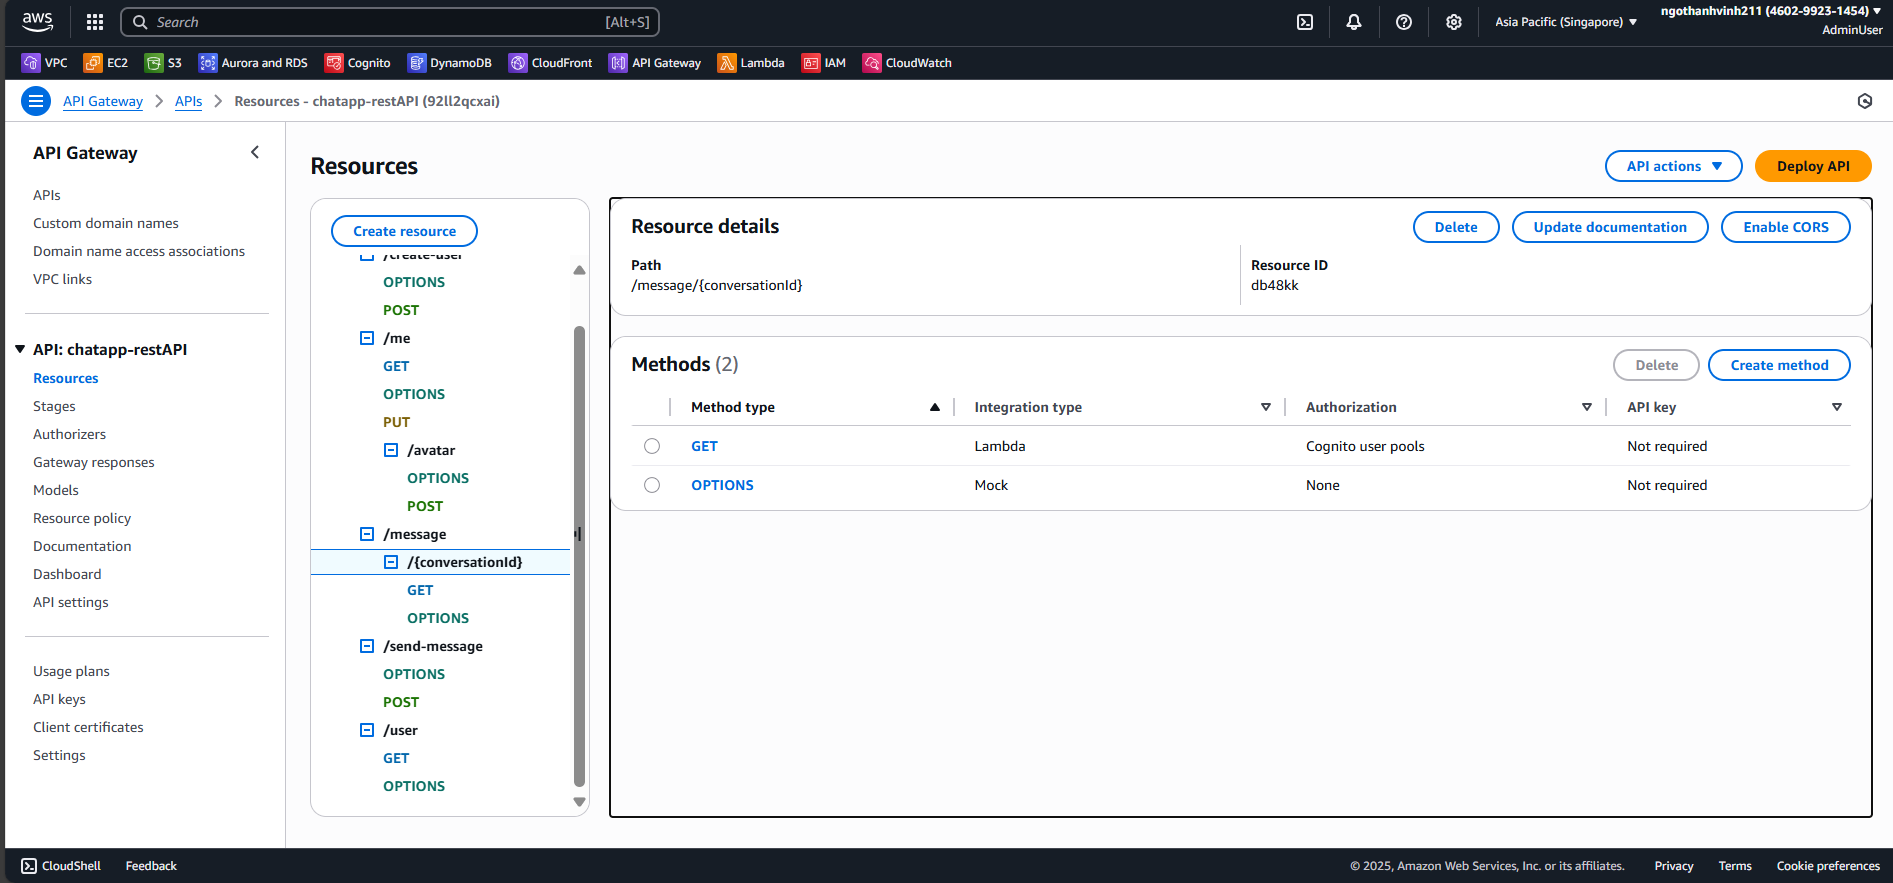 aws
Search [Alt+S]
Asia Pacific (Singapore)
ngothanhvinh211 (4602-9923-1454)
AdminUser
VPC EC2 S3 Aurora and RDS Cognito DynamoDB CloudFront API Gateway Lambda IAM CloudWatch
API Gateway APIs Resources - chatapp-restAPI (92ll2qcxai)
API Gateway
APIs
Custom domain names
Domain name access associations
VPC links
API: chatapp-restAPI
Resources
Stages
Authorizers
Gateway responses
Models
Resource policy
Documentation
Dashboard
API settings
Usage plans
API keys
Client certificates
Settings
Resources
API actions
Deploy API
Create resource
/create-user
OPTIONS
POST
/me
GET
OPTIONS
PUT
/avatar
OPTIONS
POST
/message
/{conversationId}
GET
OPTIONS
/send-message
OPTIONS
POST
/user
GET
OPTIONS
Resource details
Delete
Update documentation
Enable CORS
Path
/message/{conversationId}
Resource ID
db48kk
Methods (2)
Delete
Create method
Method type Integration type Authorization API key
GET Lambda Cognito user pools Not required
OPTIONS Mock None Not required
CloudShell Feedback
© 2025, Amazon Web Services, Inc. or its affiliates. Privacy Terms Cookie preferences